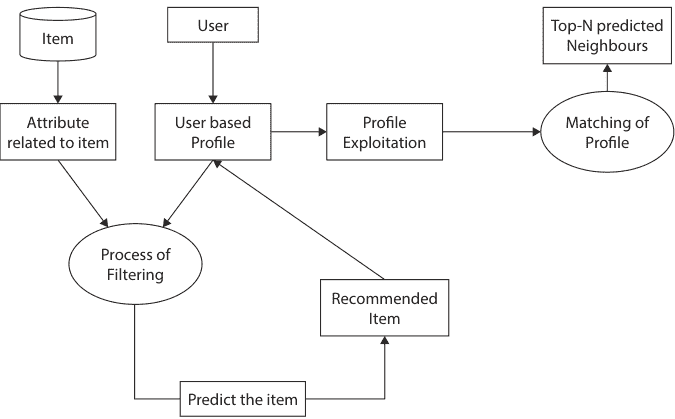 Item
User
Top-N predicted
Neighbours
Attribute
related to item
User based
Profile
Profile
Exploitation
Matching of
Profile
Process of
Filtering
Recommended
Item
Predict the item